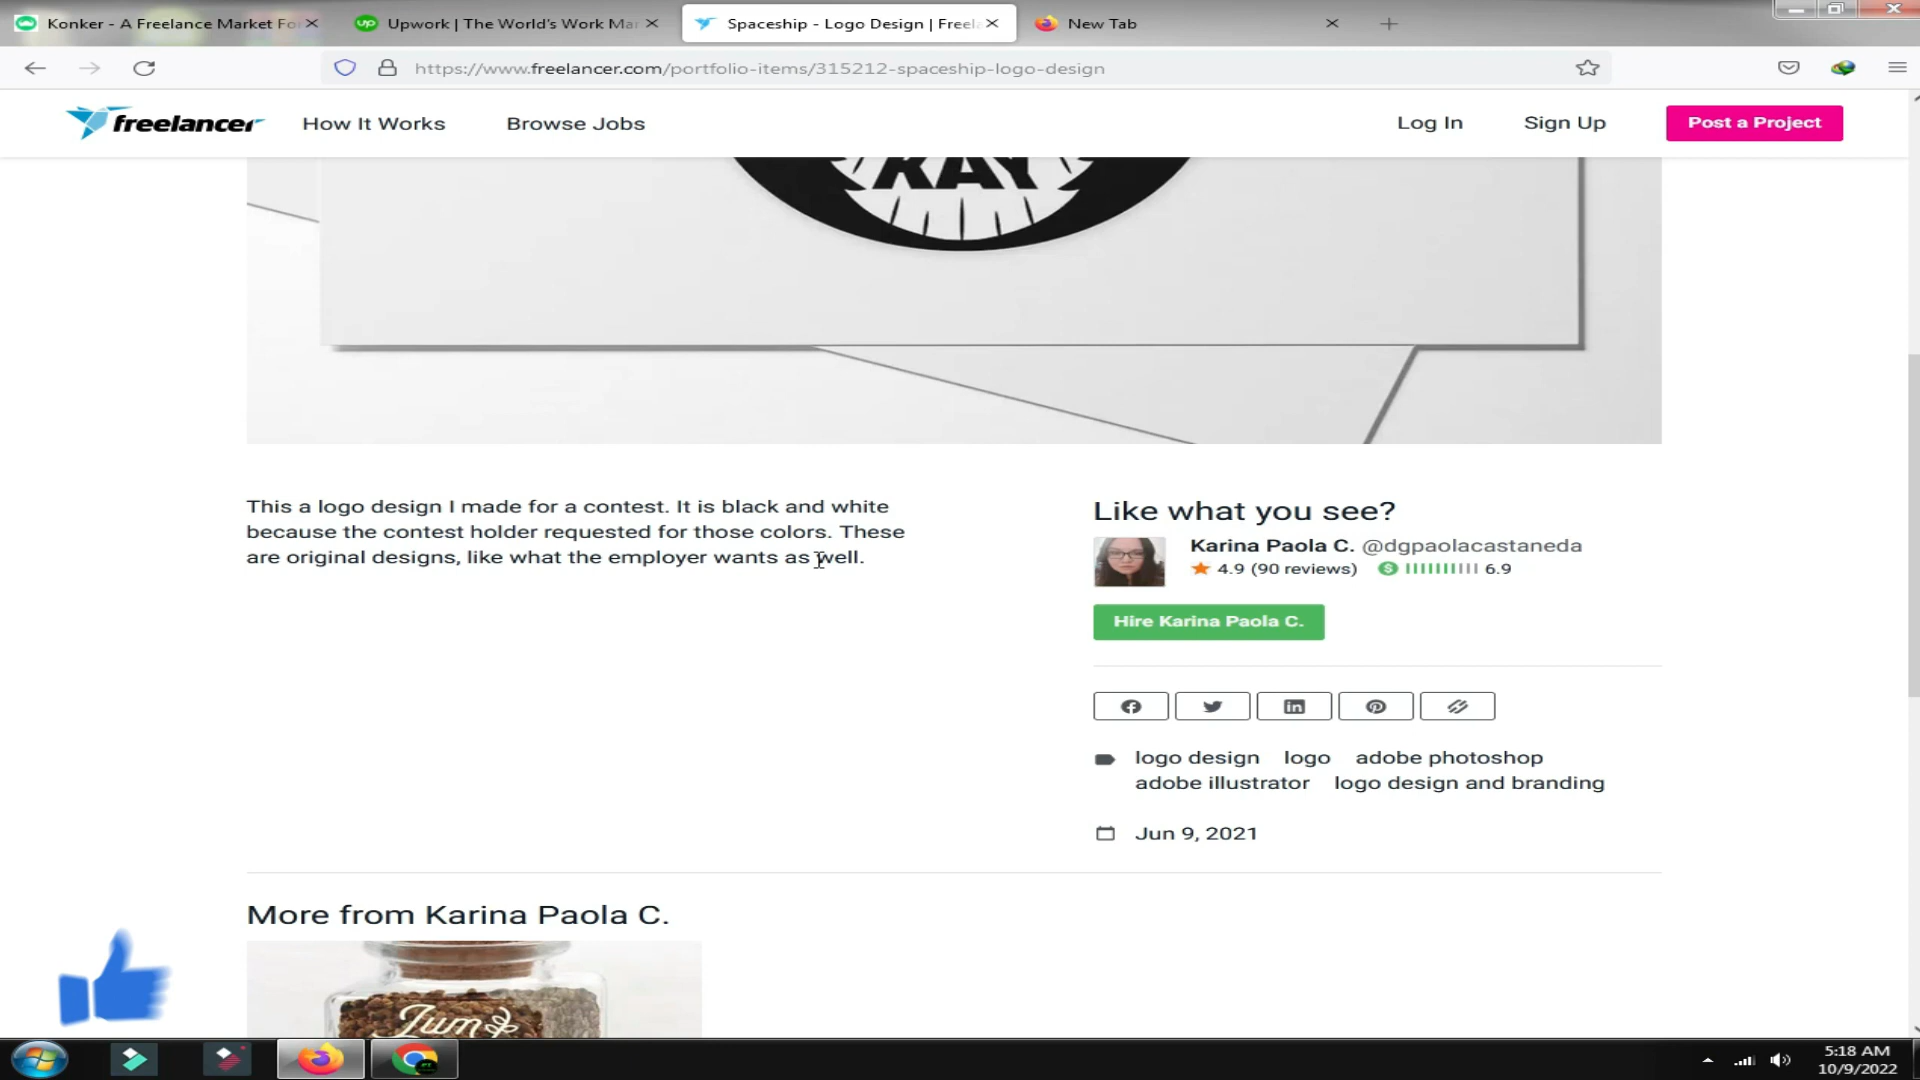 Konker - A Freelance Market Fo
Upwork | The World's Work Mar
Spaceship - Logo Design | Freela
New Tab
https://www.freelancer.com/portfolio-items/315212-spaceship-logo-design
freelancer
How It Works
Browse Jobs
Log In
Sign Up
Post a Project
KAY
This a logo design I made for a contest. It is black and white
because the contest holder requested for those colors. These
are original designs, like what the employer wants as well.
Like what you see?
Karina Paola C. @dgpaolacastaneda
4.9 (90 reviews) 6.9
Hire Karina Paola C.
logo design logo adobe photoshop
adobe illustrator logo design and branding
Jun 9, 2021
More from Karina Paola C.
5:18 AM
10/9/2022